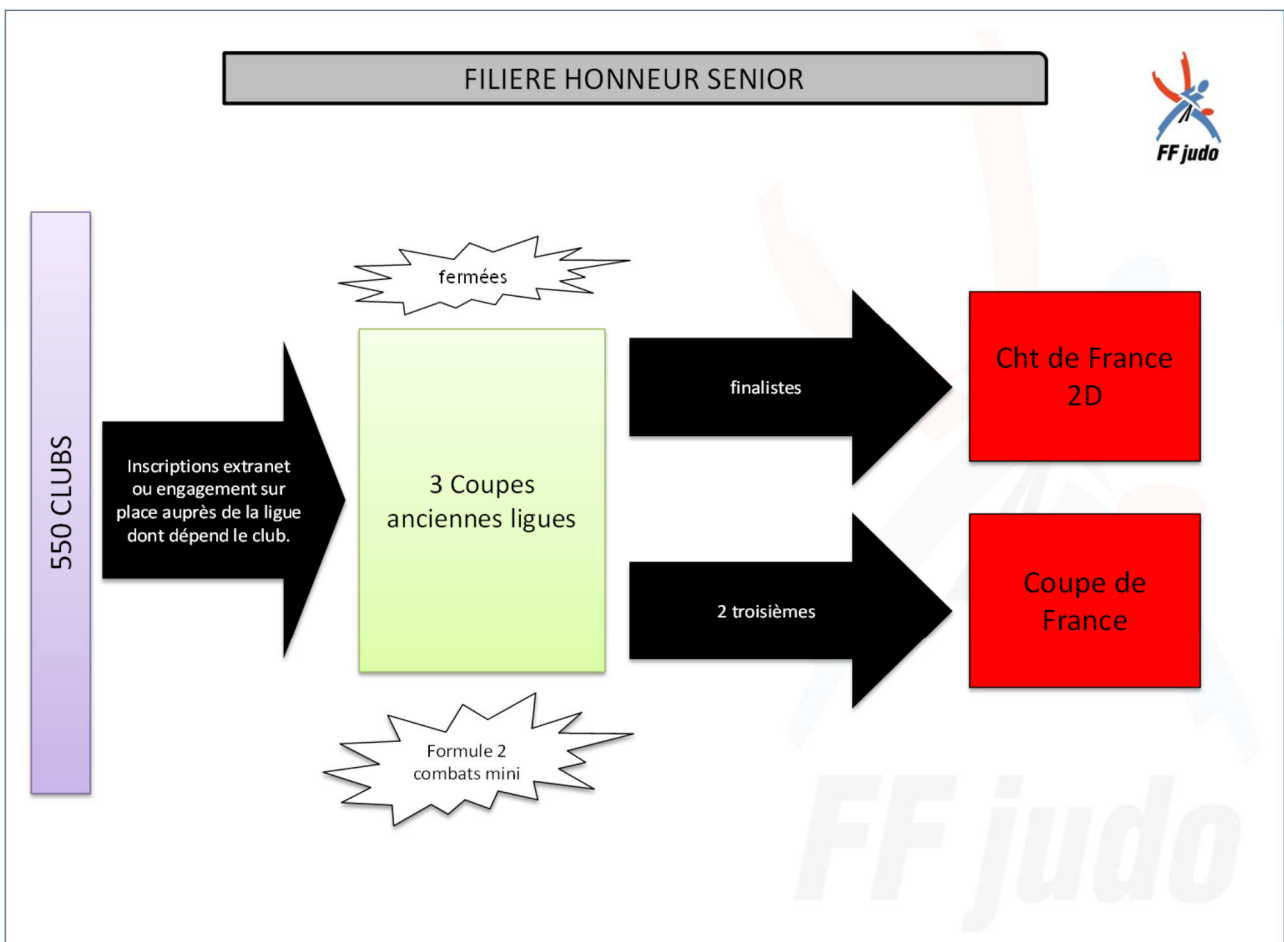 FILIERE HONNEUR SENIOR
FF judo
550 CLUBS
Inscriptions extranet
ou engagement sur
place auprès de la ligue
dont dépend le club.
fermées
3 Coupes
anciennes ligues
Formule 2
combats mini
finalistes
Cht de France
2D
2 troisièmes
Coupe de
France
FF judo